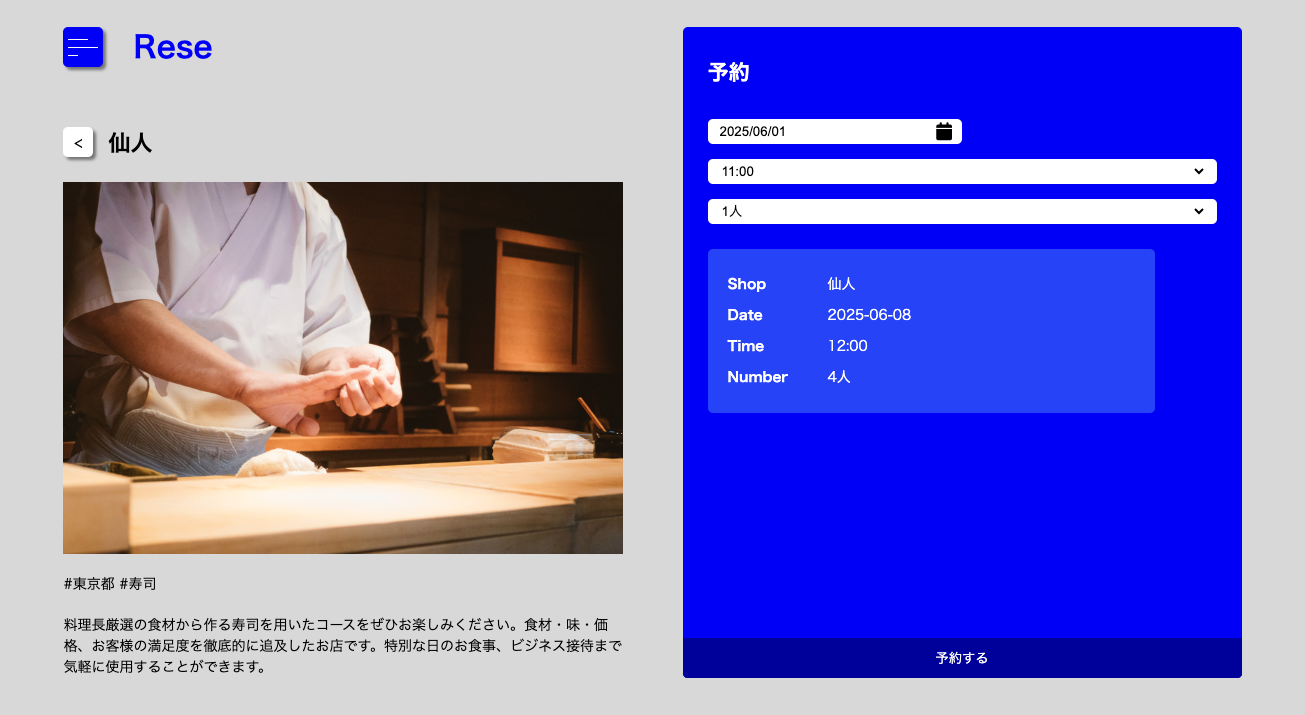 Rese
< 仙人
#東京都 #寿司
料理長厳選の食材から作る寿司を用いたコースをぜひお楽しみください。食材・味・価
格、お客様の満足度を徹底的に追及したお店です。特別な日のお食事、ビジネス接待まで
気軽に使用することができます。
予約
2025/06/01
11:00
1人
Shop 仙人
Date 2025-06-08
Time 12:00
Number 4人
予約する